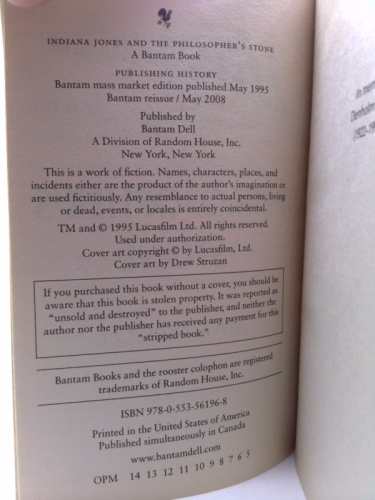 INDIANA JONES AND THE PHILOSOPHER'S STONE
A Bantam Book
PUBLISHING HISTORY
Bantam mass market edition published May 1995
Bantam reissue / May 2008
Published by
Bantam Dell
A Division of Random House, Inc.
New York, New York
This is a work of fiction. Names, characters, places, and
incidents either are the product of the author's imagination or
are used fictitiously. Any resemblance to actual persons, living
or dead, events, or locales is entirely coincidental.
TM and © 1995 Lucasfilm Ltd. All rights reserved.
Used under authorization.
Cover art copyright © by Lucasfilm, Ltd.
Cover art by Drew Struzan
If you purchased this book without a cover, you should be
aware that this book is stolen property. It was reported as
"unsold and destroyed" to the publisher, and neither the
author nor the publisher has received any payment for this
"stripped book."
Bantam Books and the rooster colophon are registered
trademarks of Random House, Inc.
ISBN 978-0-553-56196-8
Printed in the United States of America
Published simultaneously in Canada
www.bantamdell.com
OPM 14 13 12 11 10 9 8 7 6 5
In
Denholm
(1922–19